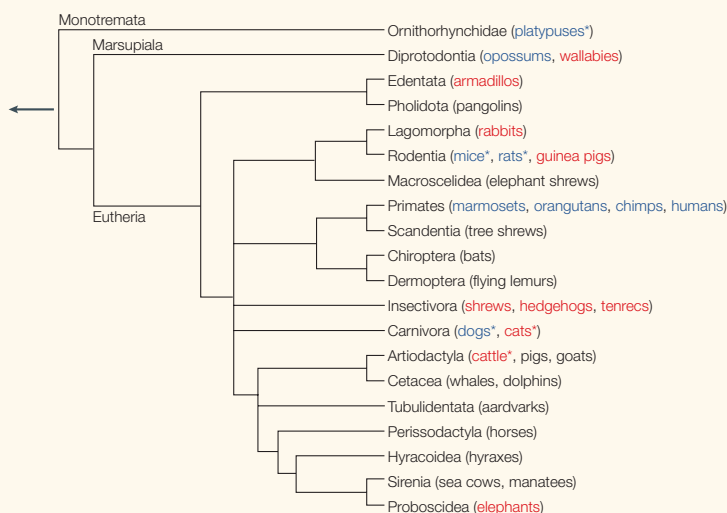 Monotremata
Ornithorhynchidae (platypuses*)
Marsupiala
Diprotodontia (opossums, wallabies)
Edentata (armadillos)
Pholidota (pangolins)
Lagomorpha (rabbits)
Rodentia (mice*, rats*, guinea pigs)
Macroscelidea (elephant shrews)
Primates (marmosets, orangutans, chimps, humans)
Eutheria
Scandentia (tree shrews)
Chiroptera (bats)
Dermoptera (flying lemurs)
Insectivora (shrews, hedgehogs, tenrecs)
Carnivora (dogs*, cats*)
Artiodactyla (cattle*, pigs, goats)
Cetacea (whales, dolphins)
Tubulidentata (aardvarks)
Perissodactyla (horses)
Hyracoidea (hyraxes)
Sirenia (sea cows, manatees)
Proboscidea (elephants)